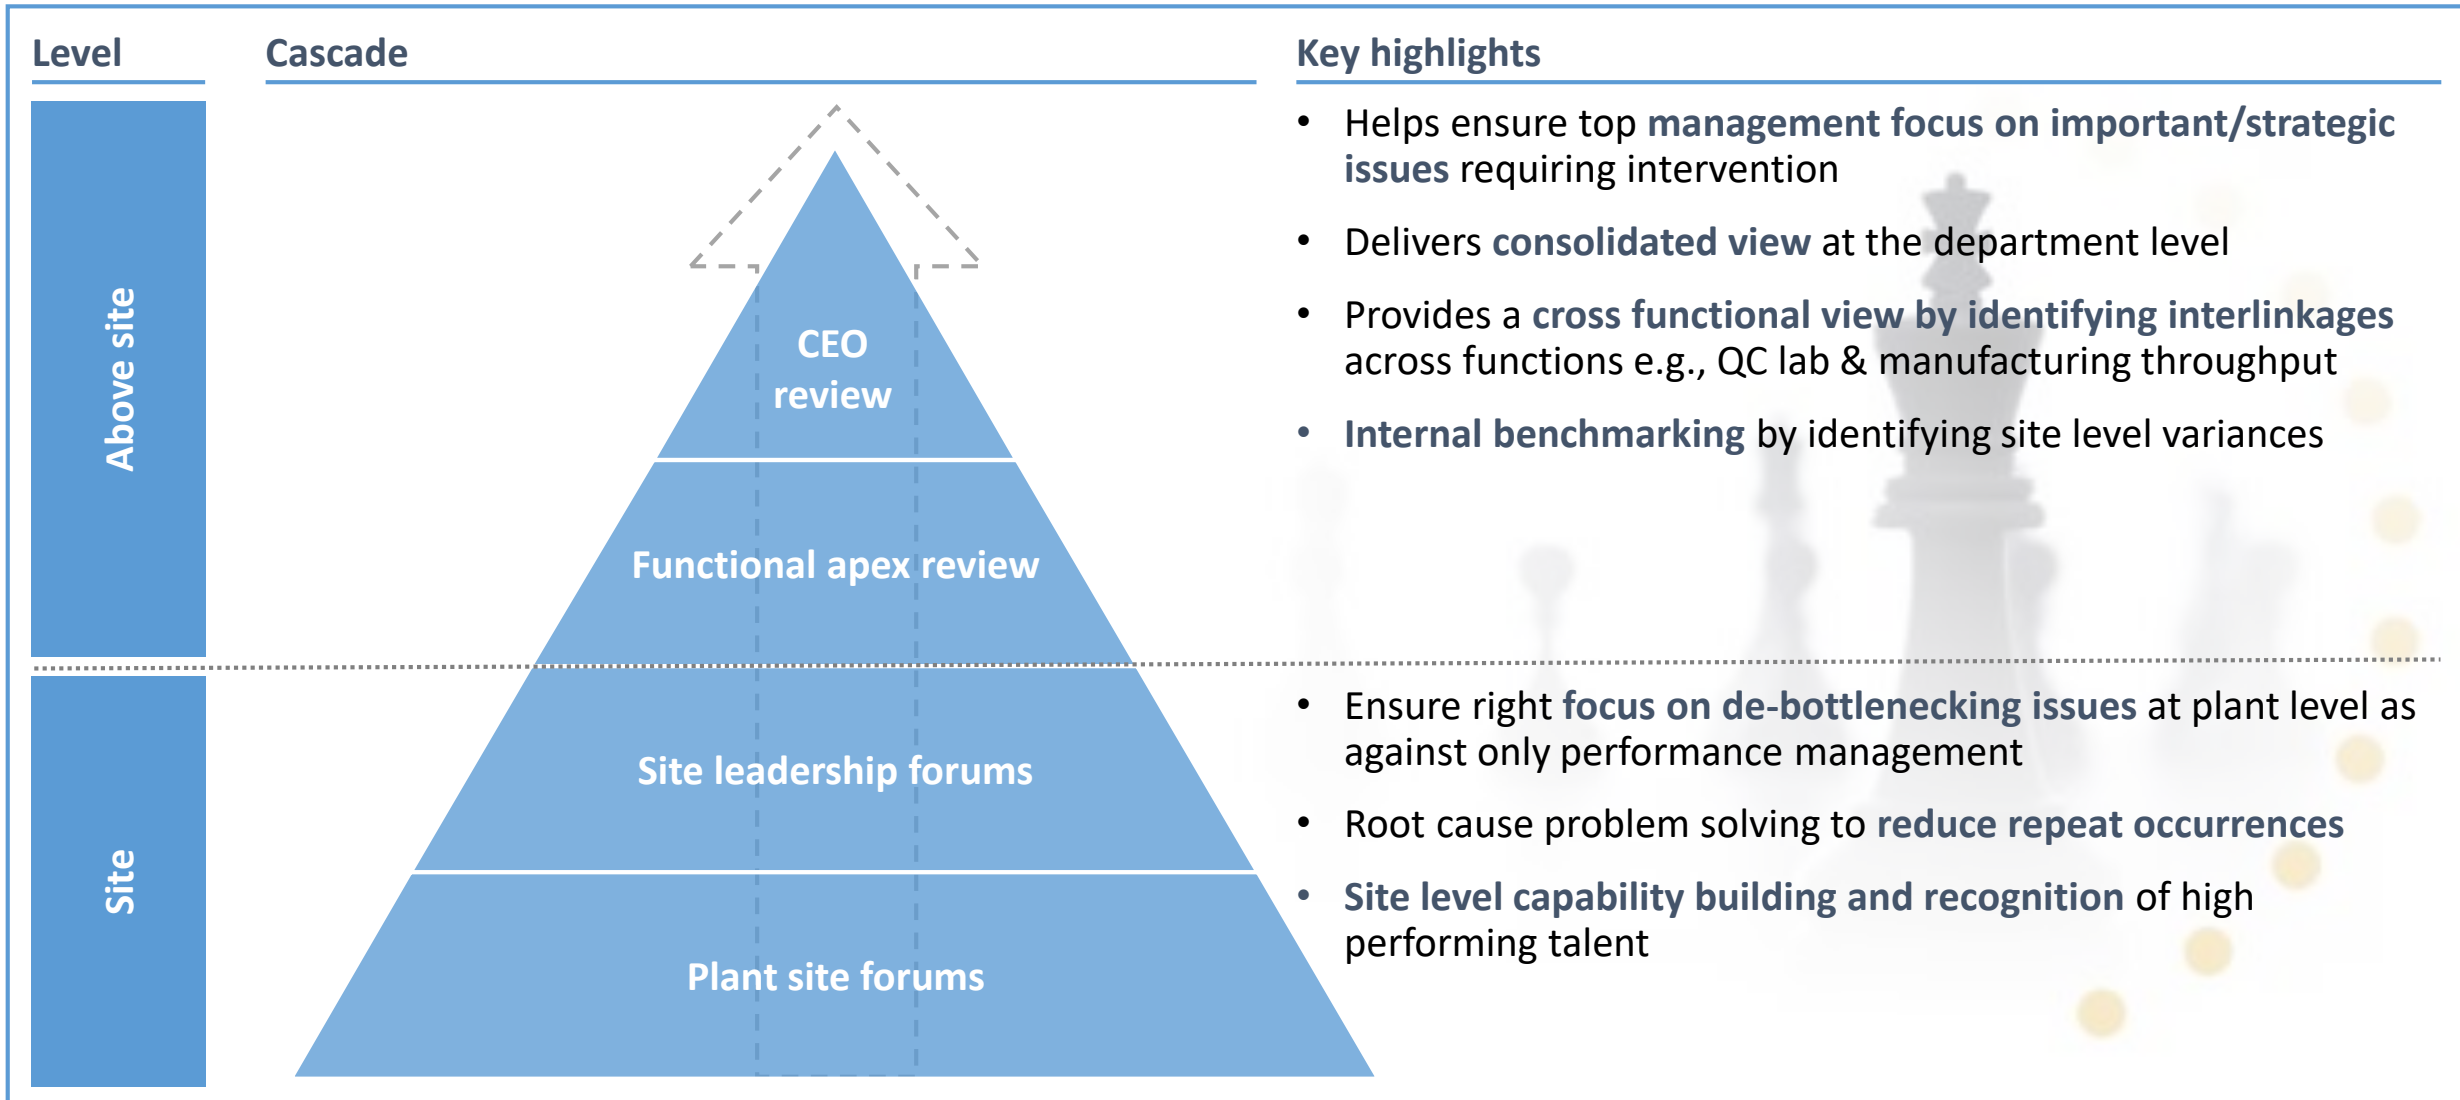 Level
Cascade
Key highlights
Above site
CEO
review
Functional apex review
• Helps ensure top management focus on important/strategic
issues requiring intervention
• Delivers consolidated view at the department level
• Provides a cross functional view by identifying interlinkages
across functions e.g., QC lab & manufacturing throughput
• Internal benchmarking by identifying site level variances
Site
Site leadership forums
Plant site forums
• Ensure right focus on de-bottlenecking issues at plant level as
against only performance management
• Root cause problem solving to reduce repeat occurrences
• Site level capability building and recognition of high
performing talent